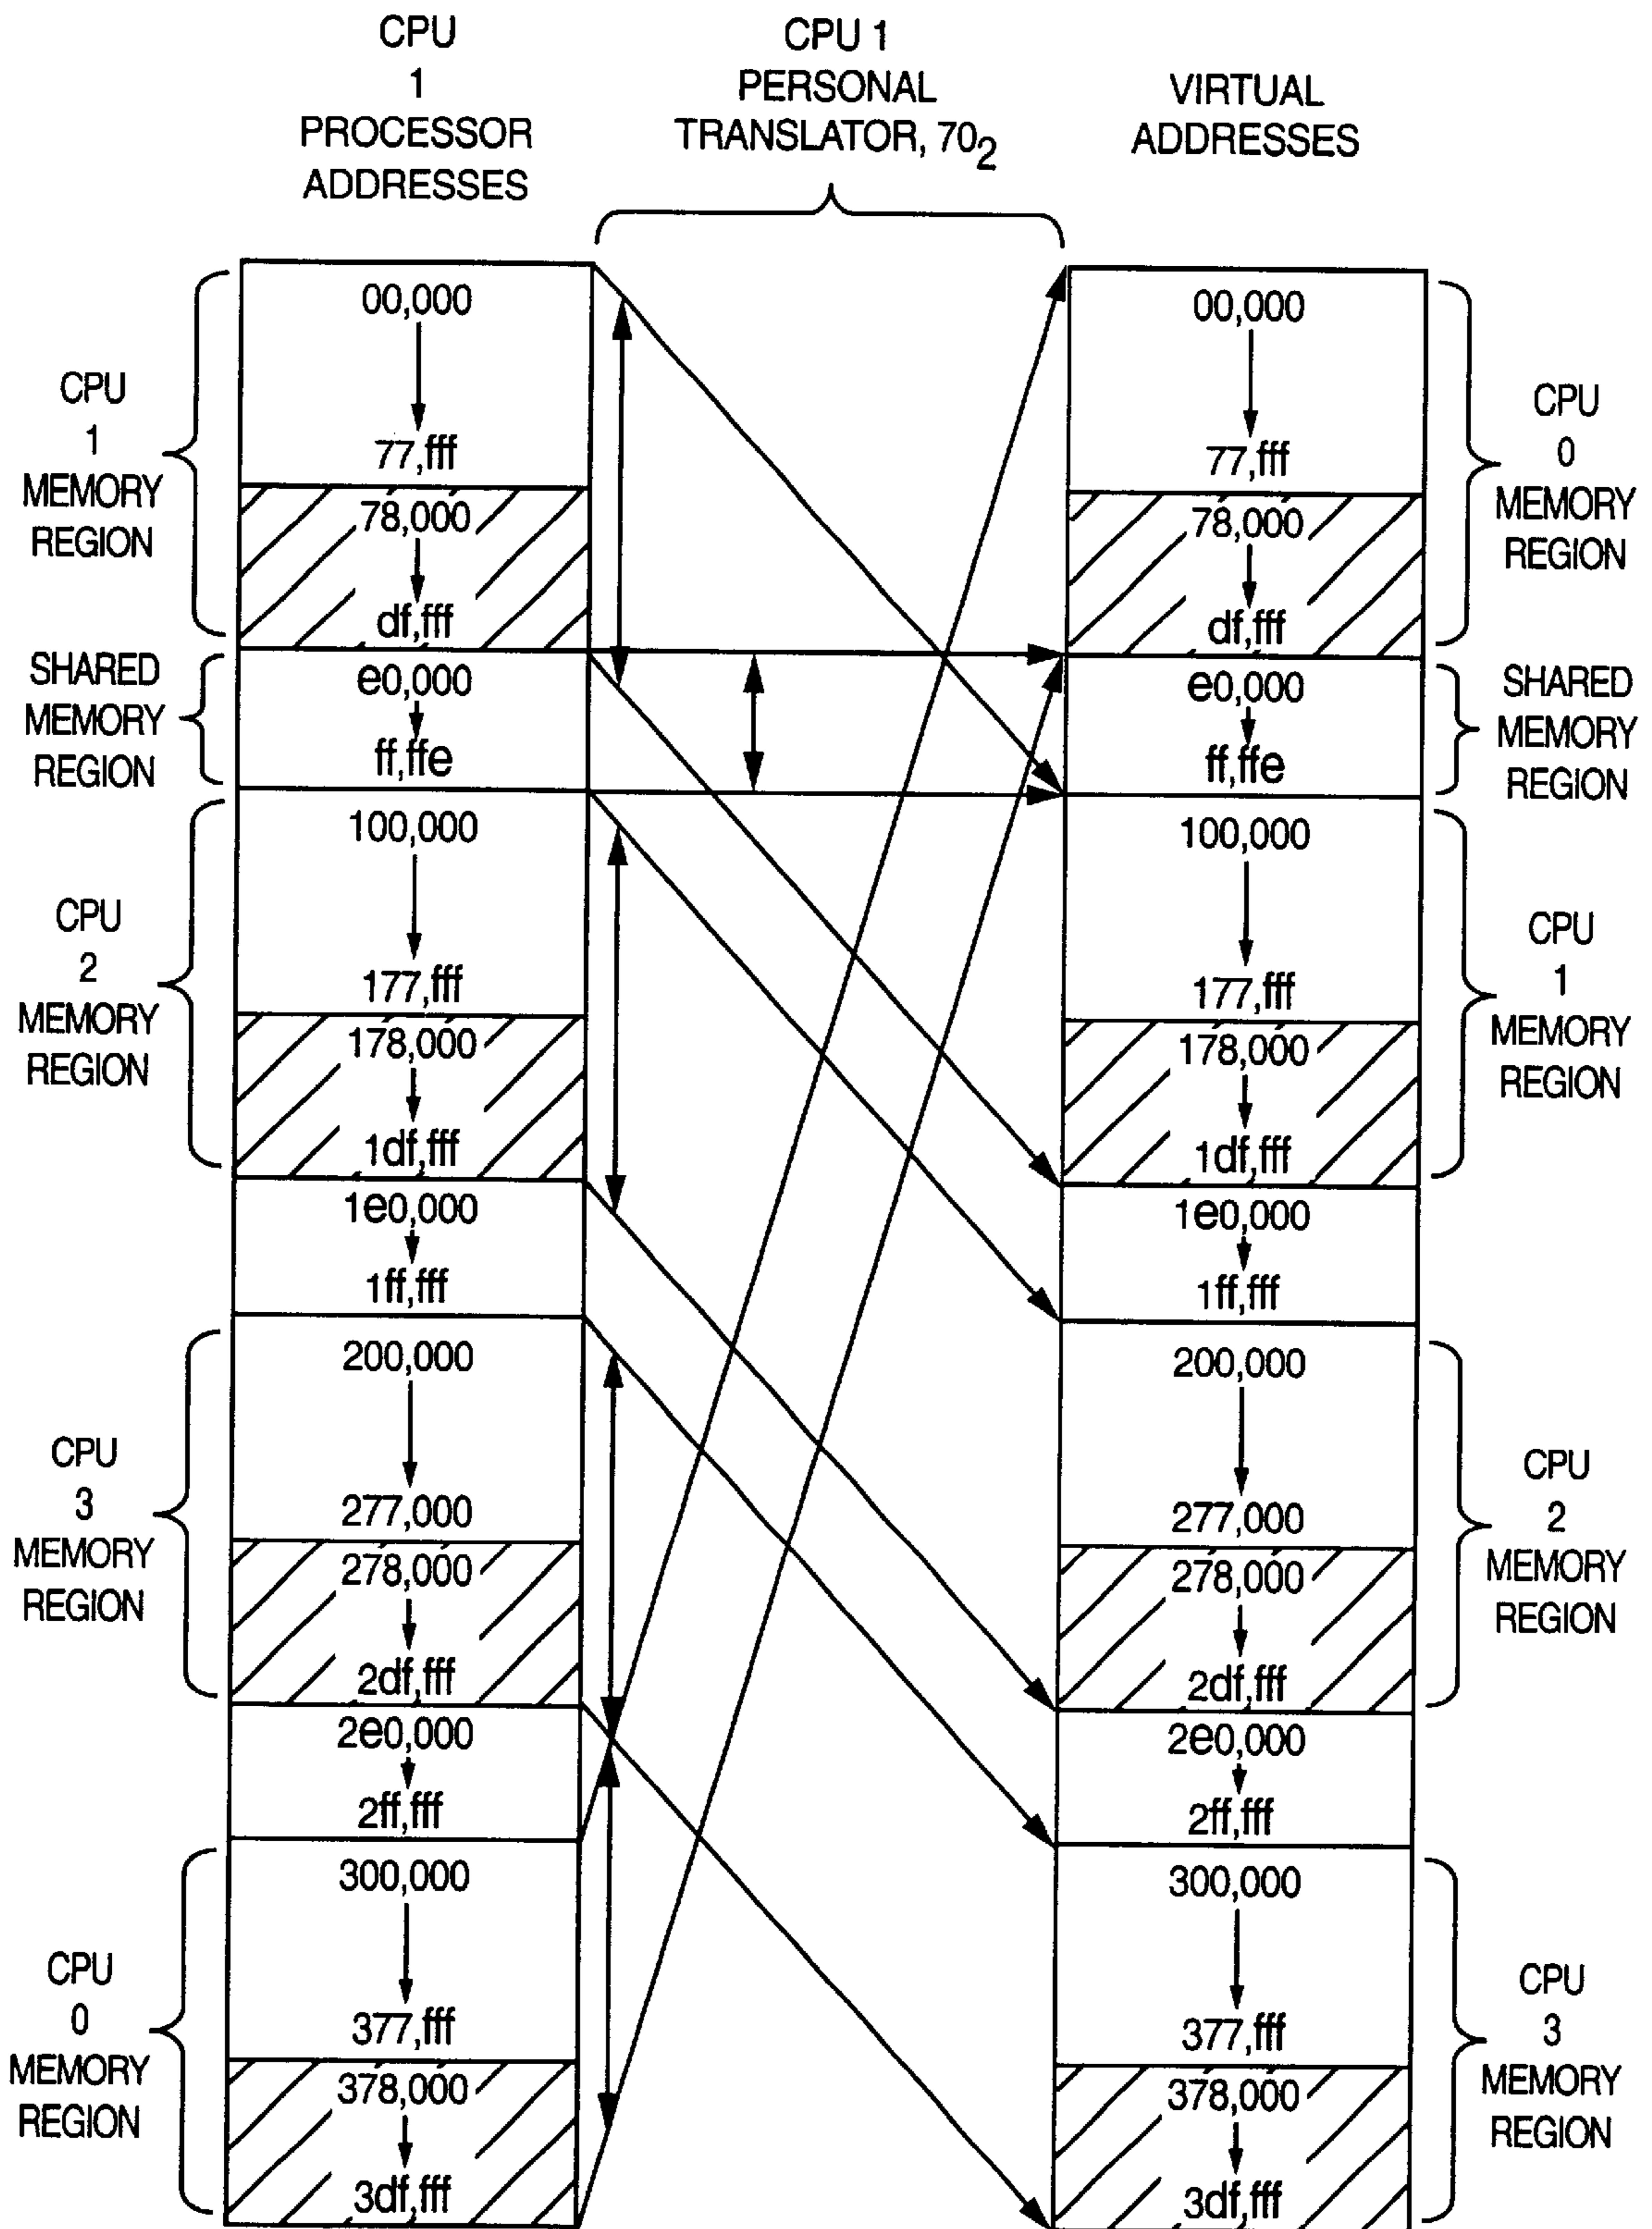 CPU
1
PROCESSOR
ADDRESSES
CPU 1
PERSONAL
TRANSLATOR, 70₂
VIRTUAL
ADDRESSES
CPU
1
MEMORY
REGION
SHARED
MEMORY
REGION
CPU
2
MEMORY
REGION
CPU
3
MEMORY
REGION
CPU
0
MEMORY
REGION
00,000
77,fff
78,000
df,fff
e0,000
ff,ffe
100,000
177,fff
178,000
1df,fff
1e0,000
1ff,fff
200,000
277,000
278,000
2df,fff
2e0,000
2ff,fff
300,000
377,fff
378,000
3df,fff
00,000
77,fff
78,000
df,fff
e0,000
ff,ffe
100,000
177,fff
178,000
1df,fff
1e0,000
1ff,fff
200,000
277,000
278,000
2df,fff
2e0,000
2ff,fff
300,000
377,fff
378,000
3df,fff
CPU
0
MEMORY
REGION
SHARED
MEMORY
REGION
CPU
1
MEMORY
REGION
CPU
2
MEMORY
REGION
CPU
3
MEMORY
REGION